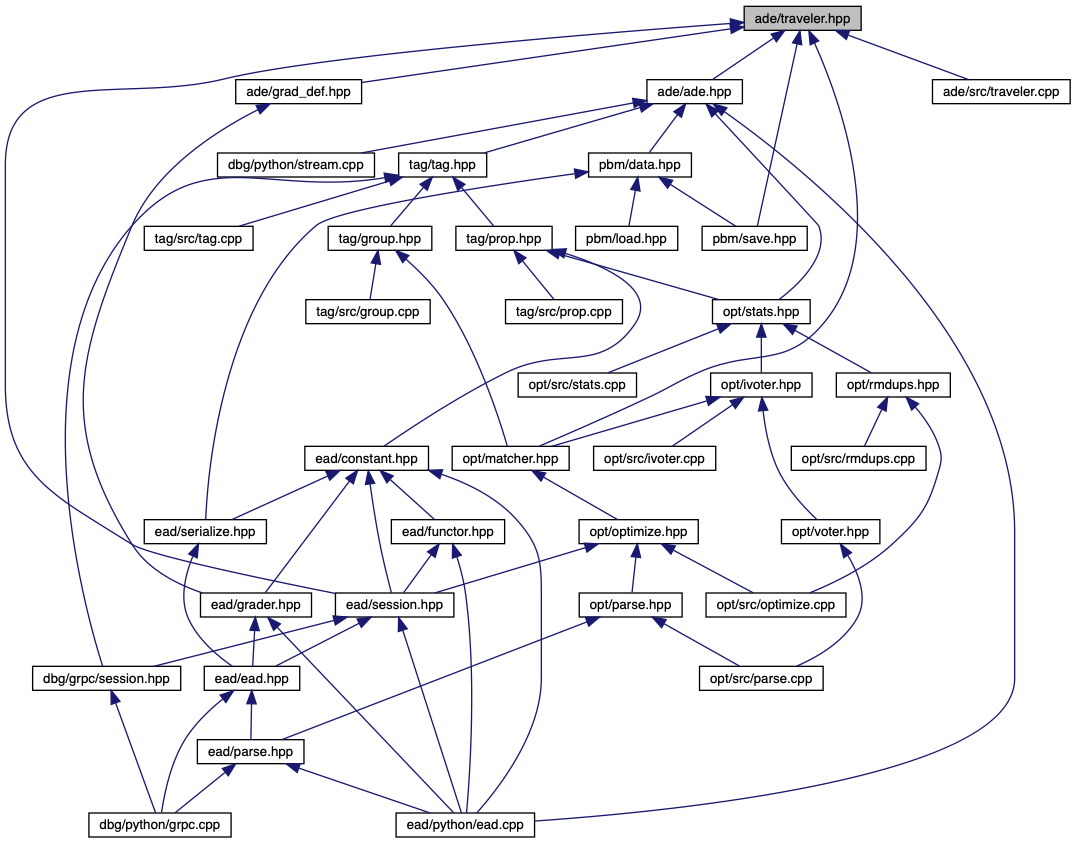 ade/traveler.hpp
ade/grad_def.hpp
ade/ade.hpp
ade/src/traveler.cpp
dbg/python/stream.cpp
tag/tag.hpp
pbm/data.hpp
tag/src/tag.cpp
tag/group.hpp
tag/prop.hpp
pbm/load.hpp
pbm/save.hpp
tag/src/group.cpp
tag/src/prop.cpp
opt/stats.hpp
opt/src/stats.cpp
opt/ivoter.hpp
opt/rmdups.hpp
ead/constant.hpp
opt/matcher.hpp
opt/src/ivoter.cpp
opt/src/rmdups.cpp
ead/serialize.hpp
ead/functor.hpp
opt/optimize.hpp
opt/voter.hpp
ead/grader.hpp
ead/session.hpp
opt/parse.hpp
opt/src/optimize.cpp
dbg/grpc/session.hpp
ead/ead.hpp
opt/src/parse.cpp
ead/parse.hpp
dbg/python/grpc.cpp
ead/python/ead.cpp